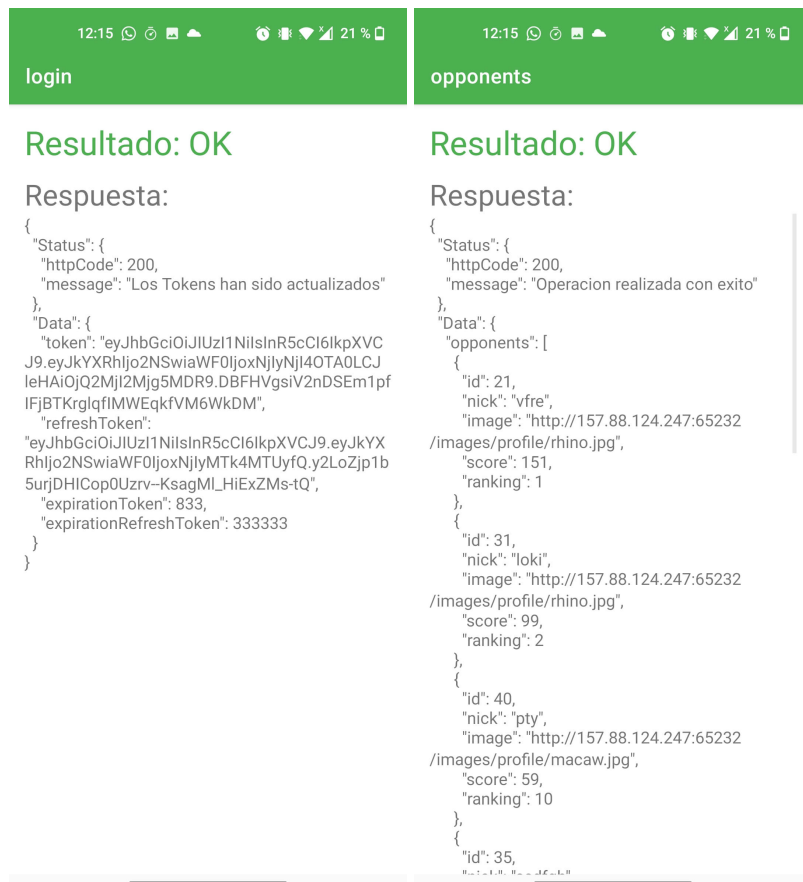 12:15
21 %
login
Resultado: OK
Respuesta:
{
"Status": {
"httpCode": 200,
"message": "Los Tokens han sido actualizados"
},
"Data": {
"token": "eyJhbGciOiJIUzI1NiIsInR5cCI6IkpXVC
J9.eyJkYXRhIjo2NSwiaWF0IjoxNjIyNjI4OTA0LCJ
leHAiOjQ2MjI2Mjg5MDR9.DBFHVgsiV2nDSEm1pf
IFjBTKrglqfIMWEqkfVM6WkDM",
"refreshToken":
"eyJhbGciOiJIUzI1NiIsInR5cCI6IkpXVCJ9.eyJkYX
RhIjo2NSwiaWF0IjoxNjIyMTk4MTUyfQ.y2LoZjp1b
5urjDHICop0Uzrv--KsagMl_HiExZMs-tQ",
"expirationToken": 833,
"expirationRefreshToken": 333333
}
}
12:15
21 %
opponents
Resultado: OK
Respuesta:
{
"Status": {
"httpCode": 200,
"message": "Operacion realizada con exito"
},
"Data": {
"opponents": [
{
"id": 21,
"nick": "vfre",
"image": "http://157.88.124.247:65232
/images/profile/rhino.jpg",
"score": 151,
"ranking": 1
},
{
"id": 31,
"nick": "loki",
"image": "http://157.88.124.247:65232
/images/profile/rhino.jpg",
"score": 99,
"ranking": 2
},
{
"id": 40,
"nick": "pty",
"image": "http://157.88.124.247:65232
/images/profile/macaw.jpg",
"score": 59,
"ranking": 10
},
{
"id": 35,